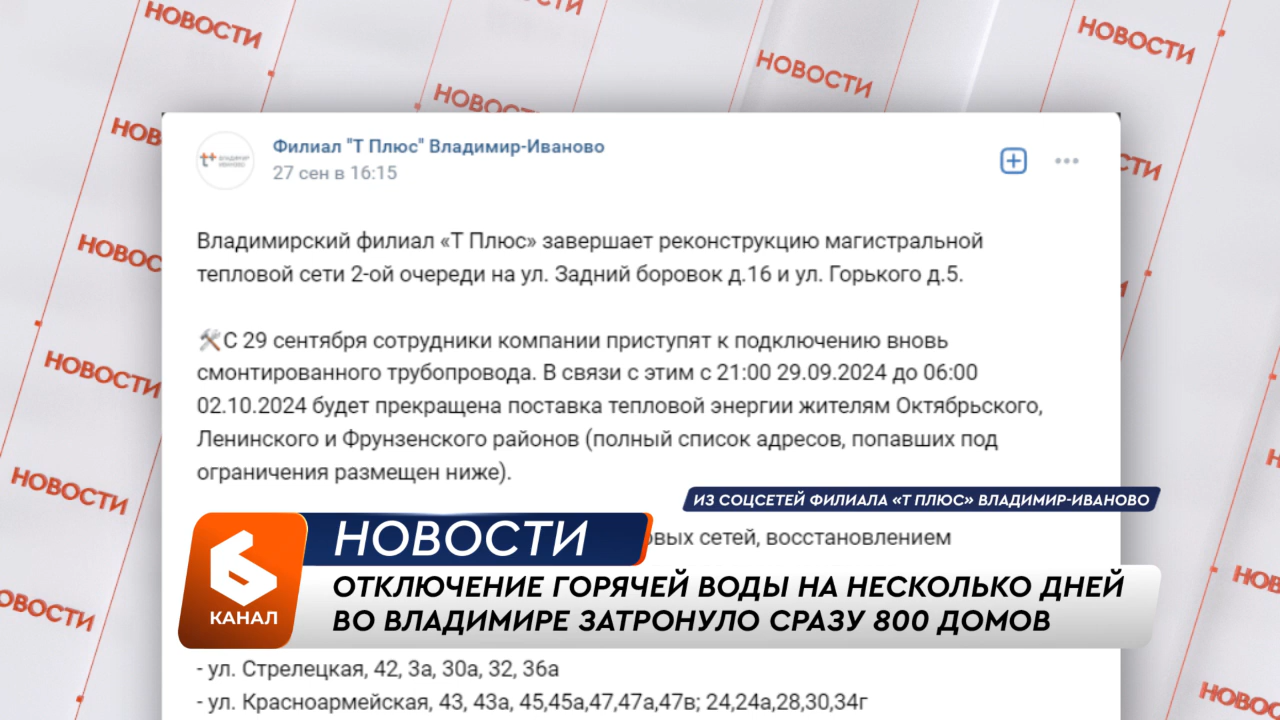 НОВОСТИ
НОВОСТИ
НОВОСТИ
НОВОСТИ
НОВОСТИ
Филиал "Т Плюс" Владимир-Иваново
27 сен в 16:15
Владимирский филиал «Т Плюс» завершает реконструкцию магистральной
тепловой сети 2-ой очереди на ул. Задний боровок д.16 и ул. Горького д.5.
🛠С 29 сентября сотрудники компании приступят к подключению вновь
смонтированного трубопровода. В связи с этим с 21:00 29.09.2024 до 06:00
02.10.2024 будет прекращена поставка тепловой энергии жителям Октябрьского,
Ленинского и Фрунзенского районов (полный список адресов, попавших под
ограничения размещен ниже).
ИЗ СОЦСЕТЕЙ ФИЛИАЛА «Т ПЛЮС» ВЛАДИМИР-ИВАНОВО
сетей, восстановлением
6 КАНАЛ
НОВОСТИ
ОТКЛЮЧЕНИЕ ГОРЯЧЕЙ ВОДЫ НА НЕСКОЛЬКО ДНЕЙ
ВО ВЛАДИМИРЕ ЗАТРОНУЛО СРАЗУ 800 ДОМОВ
- ул. Стрелецкая, 42, 3а, 30а, 32, 36а
- ул. Красноармейская, 43, 43а, 45,45а,47,47а,47в; 24,24а,28,30,34г